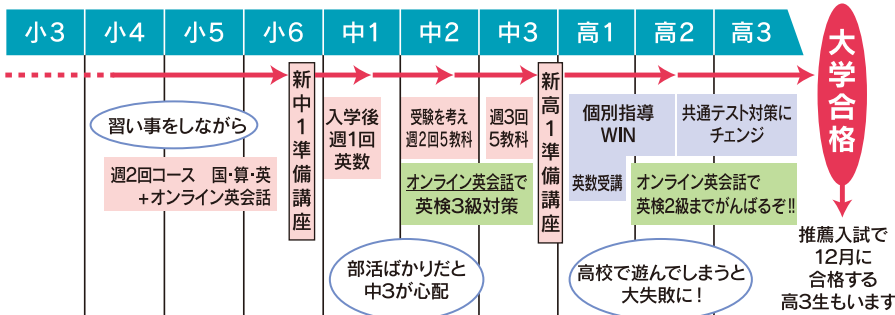 小3 小4 小5 小6 中1 中2 中3 高1 高2 高3
大学合格
習い事をしながら
週2回コース 国・算・英
+オンライン英会話
新中1準備講座
入学後
週1回
英数
受験を考え
週2回5教科
週3回
5教科
オンライン英会話で
英検3級対策
部活ばかりだと
中3が心配
新高1準備講座
個別指導
WIN
英数受講
共通テスト対策に
チェンジ
オンライン英会話で
英検2級までがんばるぞ!!
高校で遊んでしまうと
大失敗に!
推薦入試で
12月に
合格する
高3生もいます